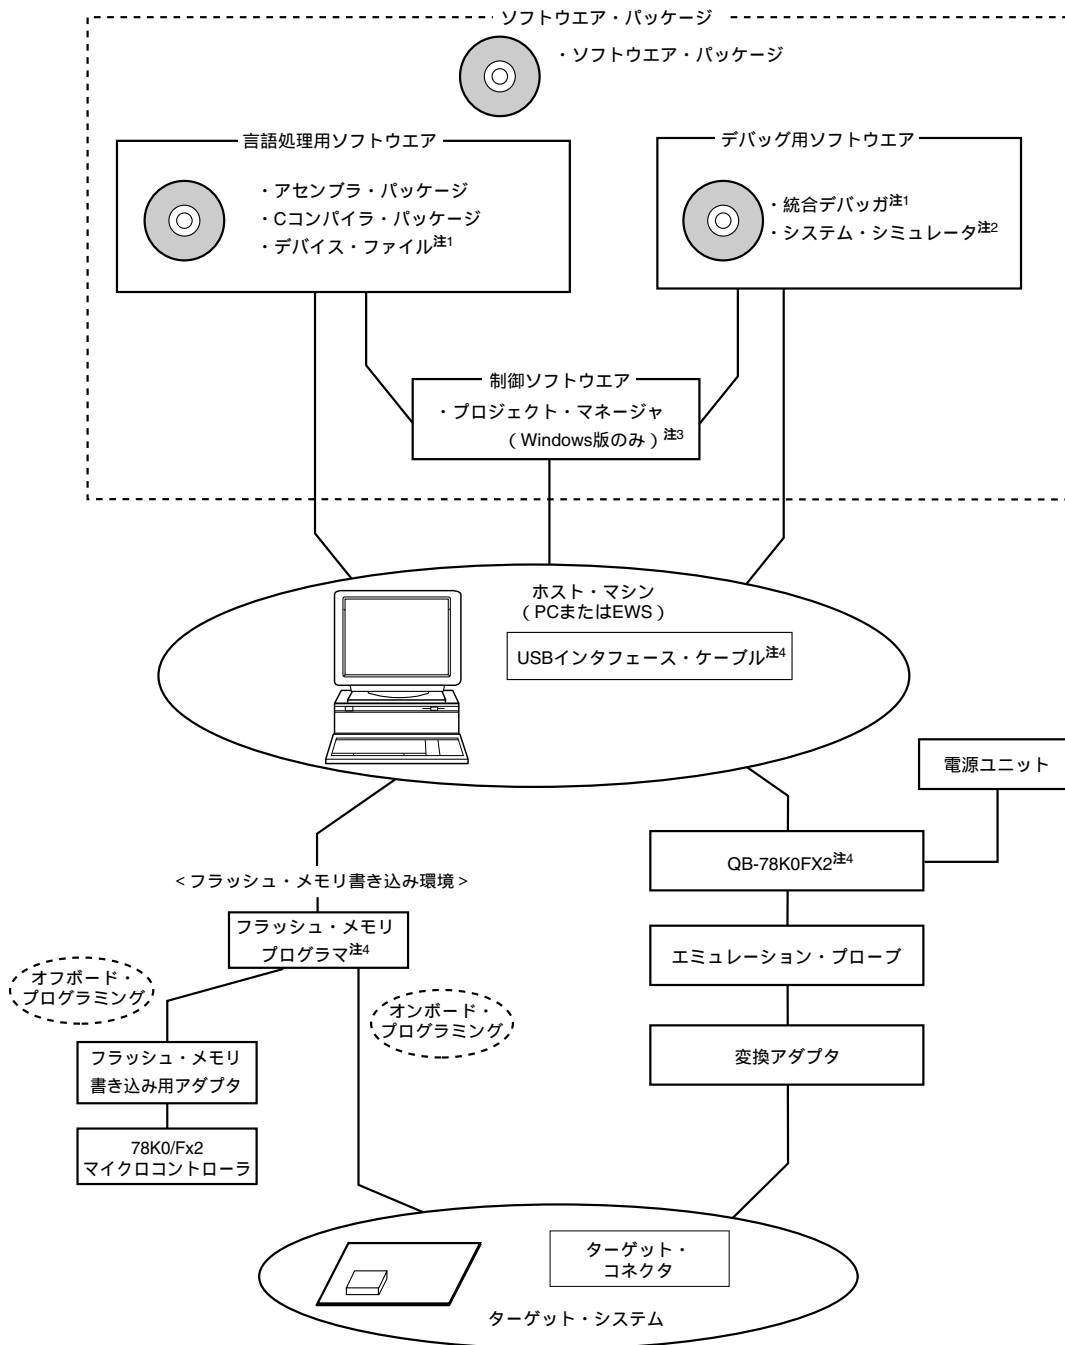 ソフトウエア・パッケージ
・ソフトウエア・パッケージ
言語処理用ソフトウエア
・アセンブラ・パッケージ
・Cコンパイラ・パッケージ
・デバイス・ファイル注1
デバッグ用ソフトウエア
・統合デバッガ注1
・システム・シミュレータ注2
制御ソフトウエア
・プロジェクト・マネージャ
（Windows版のみ）注3
ホスト・マシン
（PCまたはEWS）
USBインタフェース・ケーブル注4
電源ユニット
QB-78K0FX2注4
＜フラッシュ・メモリ書き込み環境＞
フラッシュ・メモリ
プログラマ注4
エミュレーション・プローブ
オフボード・
プログラミング
オンボード・
プログラミング
フラッシュ・メモリ
書き込み用アダプタ
変換アダプタ
78K0/Fx2
マイクロコントローラ
ターゲット・
コネクタ
ターゲット・システム